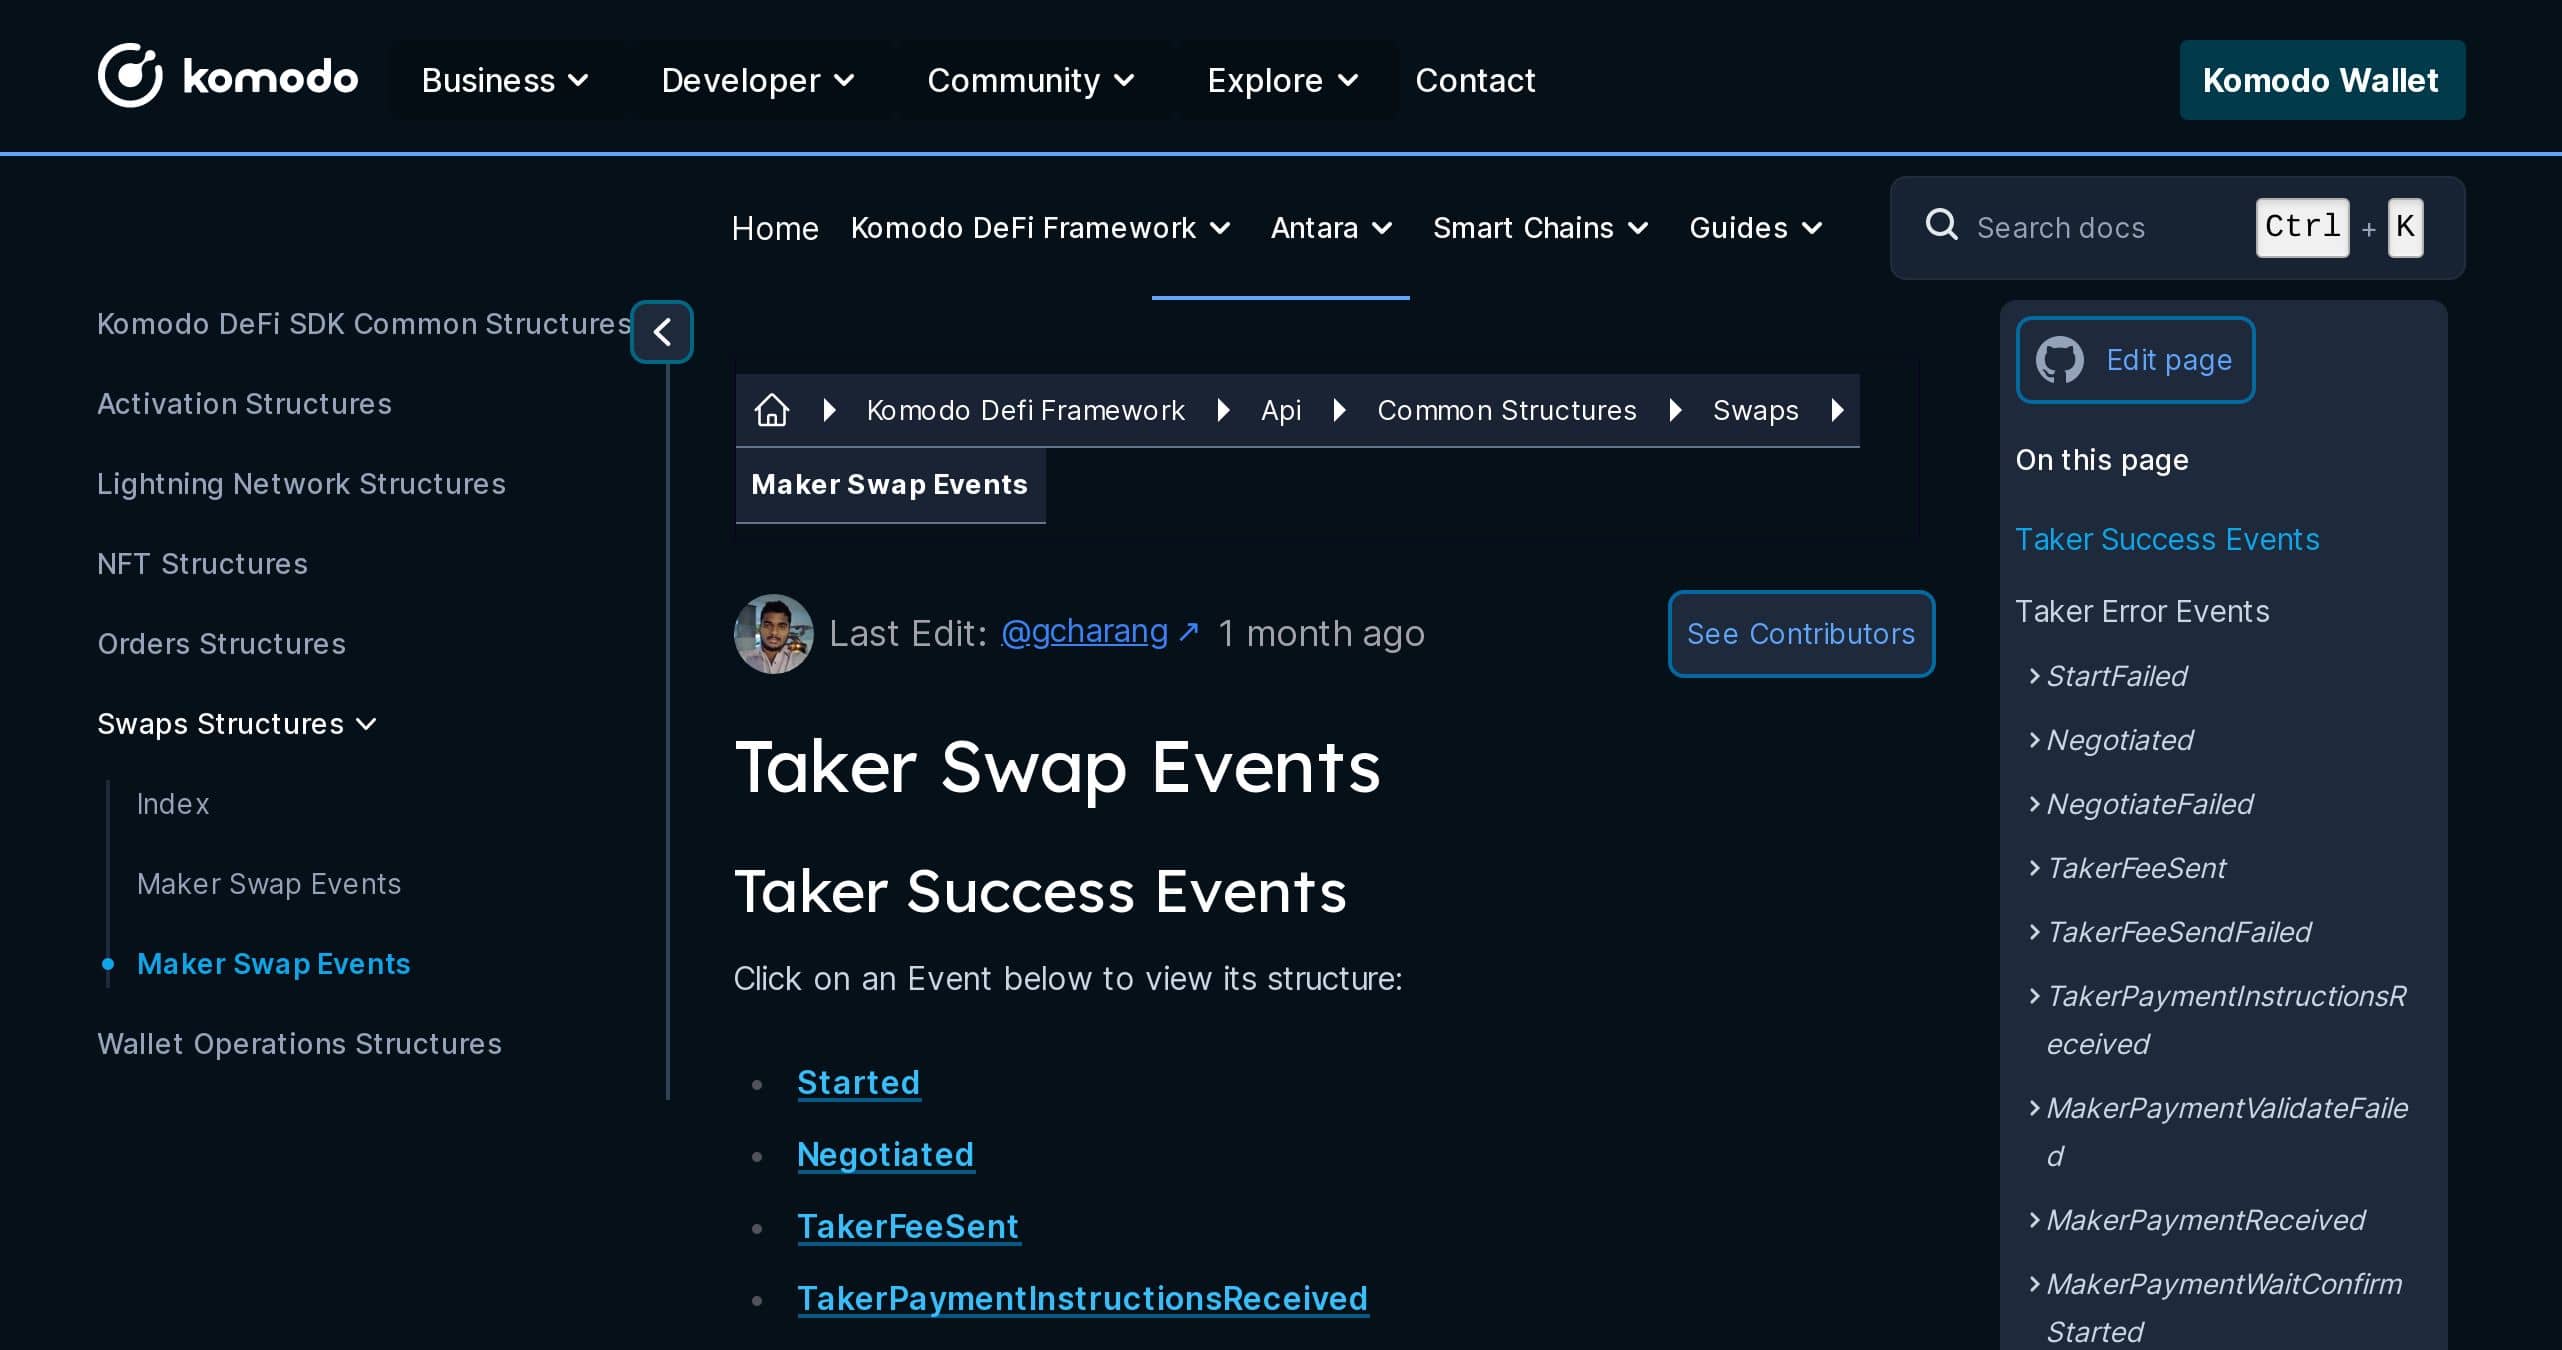 komodo
Business
Developer
Community
Explore
Contact
Komodo Wallet
Home
Komodo DeFi Framework
Antara
Smart Chains
Guides
Search docs
Ctrl + K
Komodo DeFi SDK Common Structures
Activation Structures
Lightning Network Structures
NFT Structures
Orders Structures
Swaps Structures
Index
Maker Swap Events
Maker Swap Events
Wallet Operations Structures
Komodo Defi Framework
Api
Common Structures
Swaps
Maker Swap Events
Last Edit: @gcharang ↗ 1 month ago
See Contributors
Taker Swap Events
Taker Success Events
Click on an Event below to view its structure:
Started
Negotiated
TakerFeeSent
TakerPaymentInstructionsReceived
Edit page
On this page
Taker Success Events
Taker Error Events
StartFailed
Negotiated
NegotiateFailed
TakerFeeSent
TakerFeeSendFailed
TakerPaymentInstructionsR
eceived
MakerPaymentValidateFaile
d
MakerPaymentReceived
MakerPaymentWaitConfirm
Started